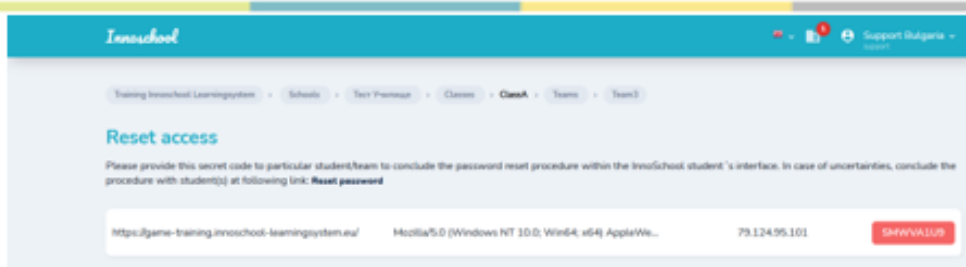 Innoschool
Support Bulgaria
support
Training Innoschool Learningsystem › Schools › Тест Училище › Classes › ClassA › Teams › Team3
Reset access
Please provide this secret code to particular student/team to conclude the password reset procedure within the InnoSchool student´s interface. In case of uncertainties, conclude the
procedure with student(s) at following link: Reset password
https://game-training.innoschool-learningsystem.eu/ Mozilla/5.0 (Windows NT 10.0; Win64; x64) AppleWe... 79.124.95.101 SMWVA1U9